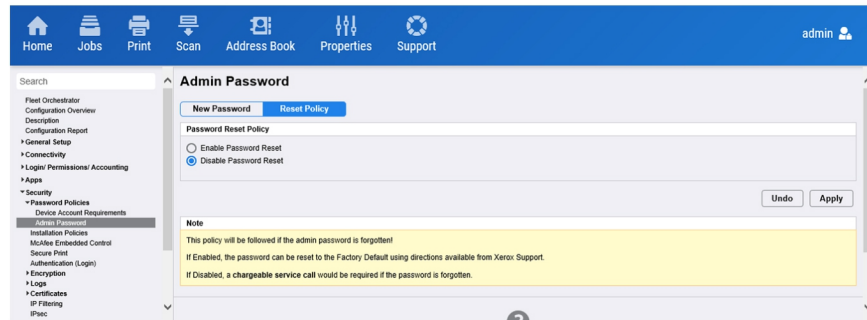 Home
Jobs
Print
Scan
Address Book
Properties
Support
admin
Search
Fleet Orchestrator
Configuration Overview
Description
Configuration Report
General Setup
Connectivity
Login/ Permissions/ Accounting
Apps
Security
Password Policies
Device Account Requirements
Admin Password
Installation Policies
McAfee Embedded Control
Secure Print
Authentication (Login)
Encryption
Logs
Certificates
IP Filtering
IPsec
Admin Password
New Password
Reset Policy
Password Reset Policy
Enable Password Reset
Disable Password Reset
Undo
Apply
Note
This policy will be followed if the admin password is forgotten!
If Enabled, the password can be reset to the Factory Default using directions available from Xerox Support.
If Disabled, a chargeable service call would be required if the password is forgotten.